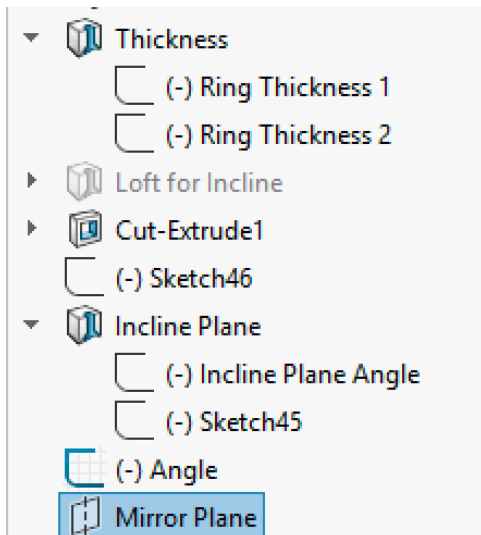 Thickness
(-) Ring Thickness 1
(-) Ring Thickness 2
Loft for Incline
Cut-Extrude1
(-) Sketch46
Incline Plane
(-) Incline Plane Angle
(-) Sketch45
(-) Angle
Mirror Plane